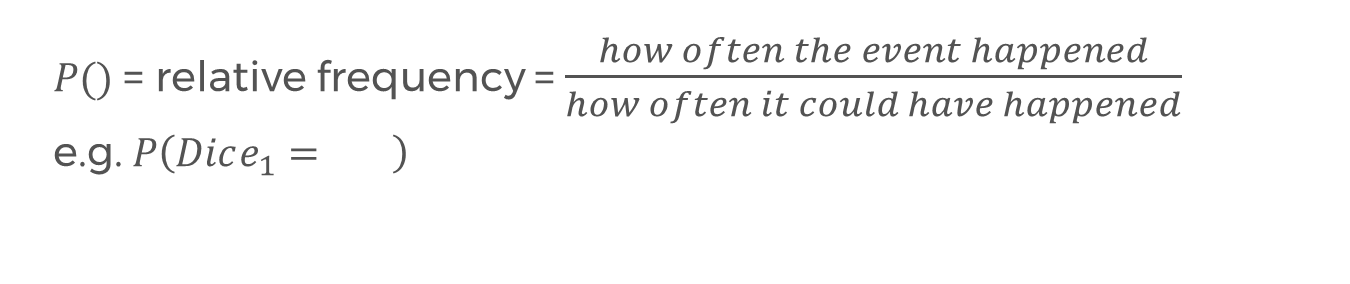 P() = relative frequency = how often the event happened / how often it could have happened
e.g. P(Dice₁ = )